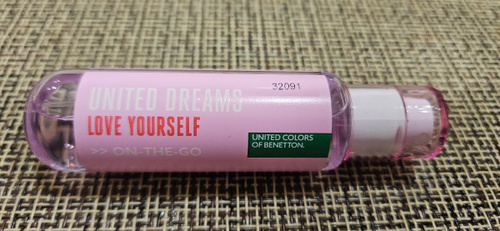 UNITED DREAMS
32091
LOVE YOURSELF
UNITED COLORS
OF BENETTON.
>> ON-THE-GO